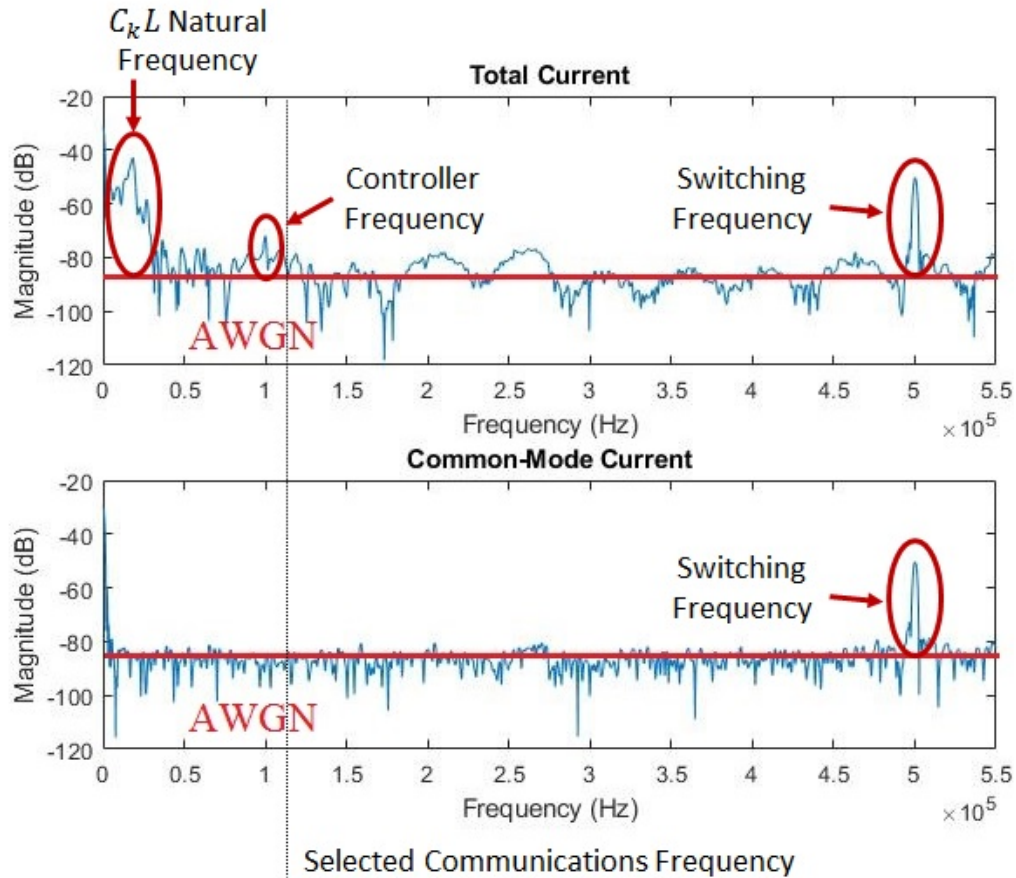 C_k L Natural
Frequency
Total Current
-20
-40
-60
-80
-100
-120
Magnitude (dB)
Controller
Frequency
Switching
Frequency
AWGN
0 0.5 1 1.5 2 2.5 3 3.5 4 4.5 5 5.5
Frequency (Hz)
×10^5
Common-Mode Current
-20
-40
-60
-80
-100
-120
Magnitude (dB)
Switching
Frequency
AWGN
0 0.5 1 1.5 2 2.5 3 3.5 4 4.5 5 5.5
Frequency (Hz)
×10^5
Selected Communications Frequency